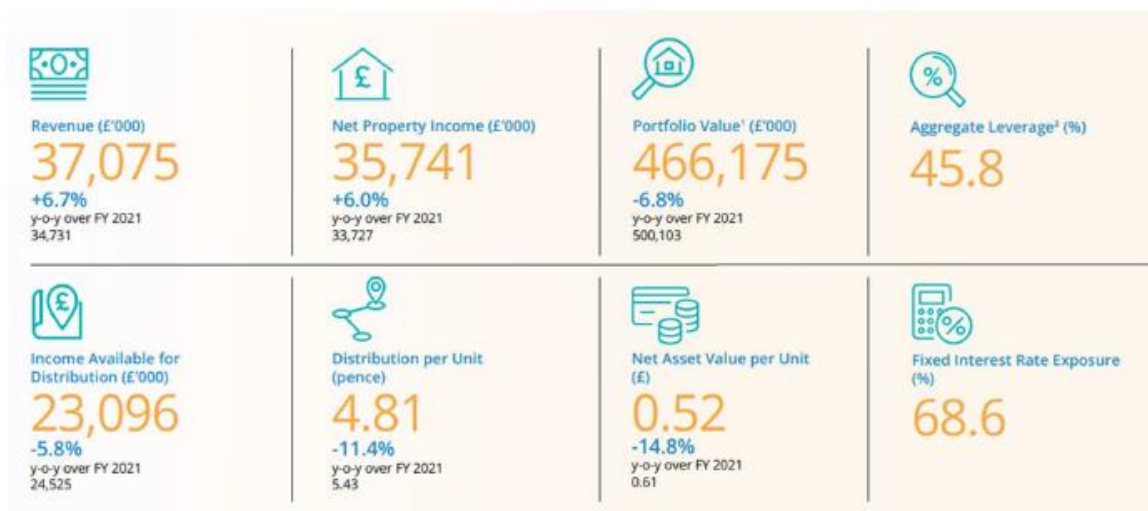 Revenue (£'000)
37,075
+6.7%
y-o-y over FY 2021
34,731
Net Property Income (£'000)
35,741
+6.0%
y-o-y over FY 2021
33,727
Portfolio Value¹ (£'000)
466,175
-6.8%
y-o-y over FY 2021
500,103
Aggregate Leverage² (%)
45.8
Income Available for
Distribution (£'000)
23,096
-5.8%
y-o-y over FY 2021
24,525
Distribution per Unit
(pence)
4.81
-11.4%
y-o-y over FY 2021
5.43
Net Asset Value per Unit
(£)
0.52
-14.8%
y-o-y over FY 2021
0.61
Fixed Interest Rate Exposure
(%)
68.6